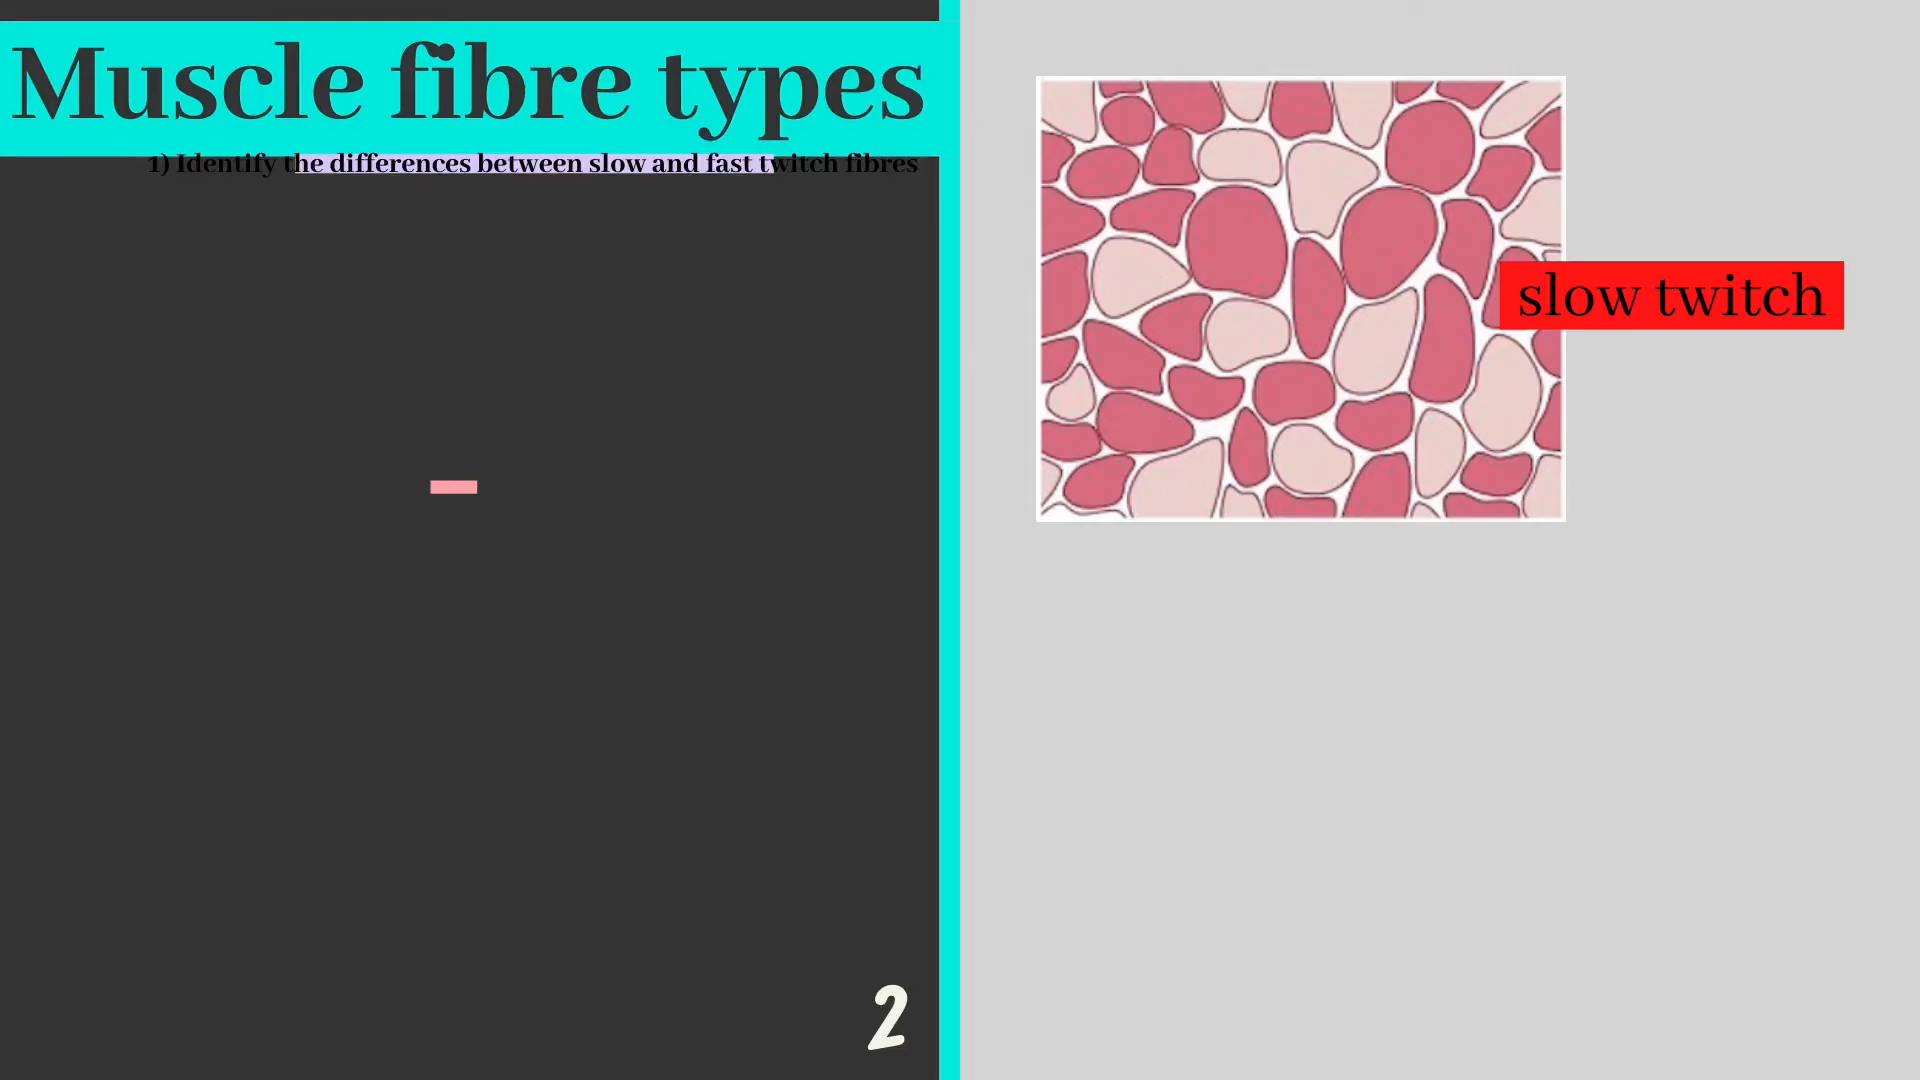 Muscle fibre types
1) Identify the differences between slow and fast twitch fibres
slow twitch
2